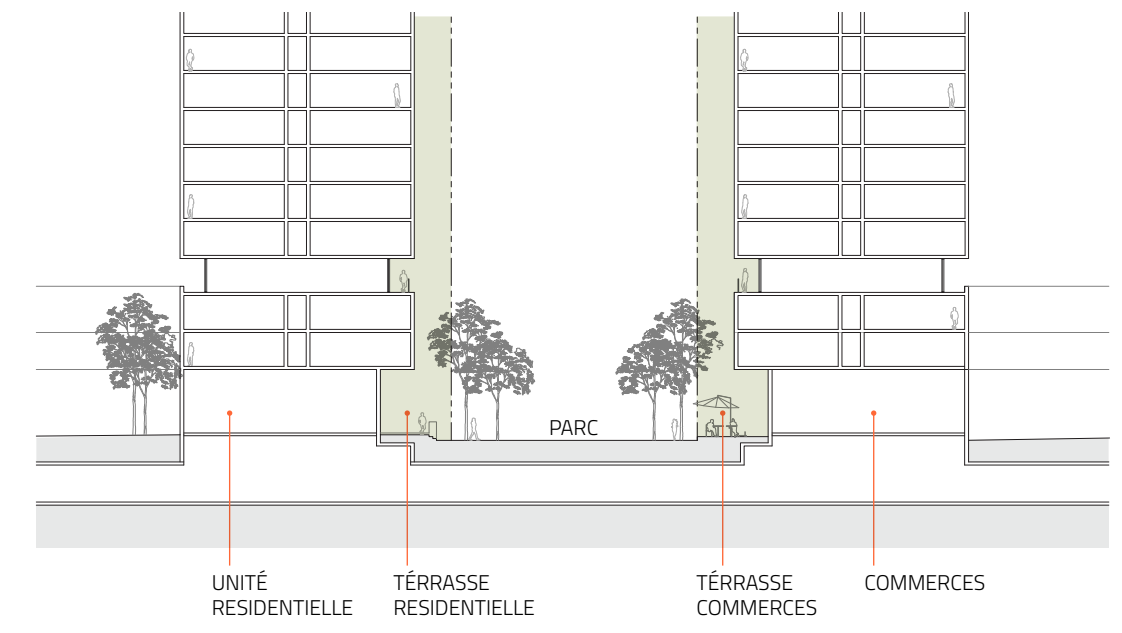 PARC
UNITÉ
RESIDENTIELLE
TÉRRASSE
RESIDENTIELLE
TÉRRASSE
COMMERCES
COMMERCES